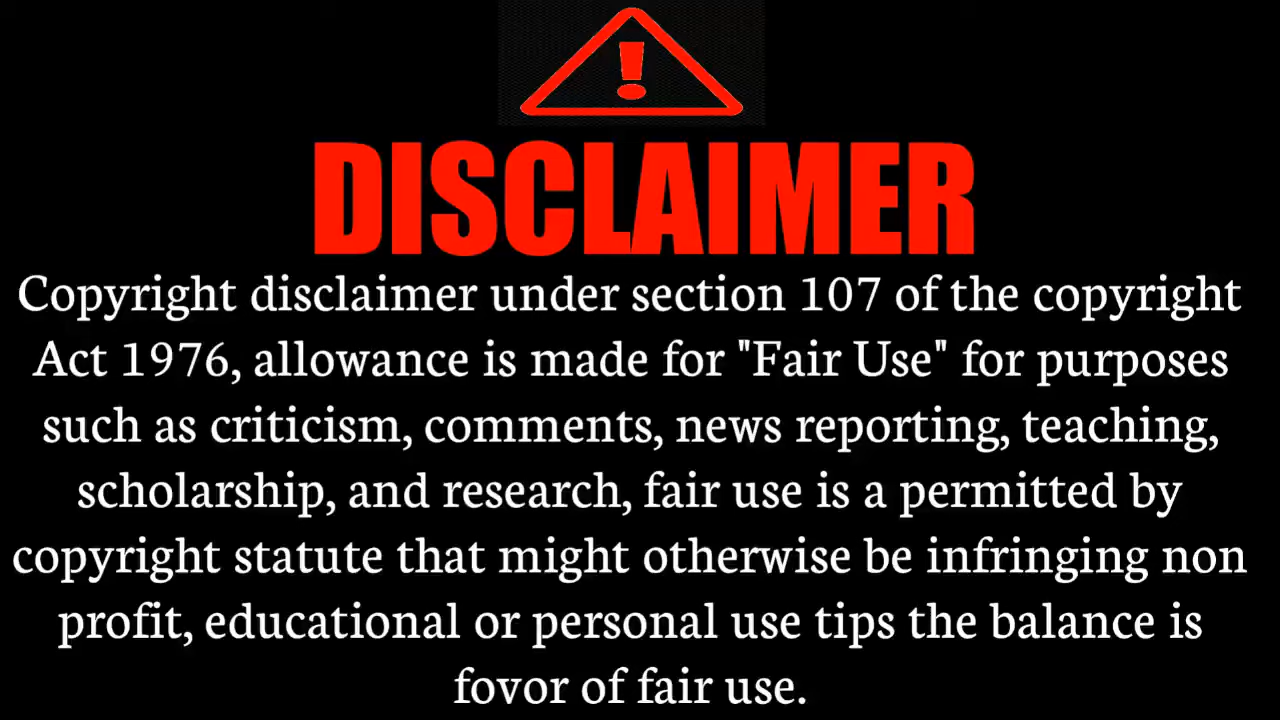 DISCLAIMER
Copyright disclaimer under section 107 of the copyright
Act 1976, allowance is made for "Fair Use" for purposes
such as criticism, comments, news reporting, teaching,
scholarship, and research, fair use is a permitted by
copyright statute that might otherwise be infringing non
profit, educational or personal use tips the balance is
fovor of fair use.